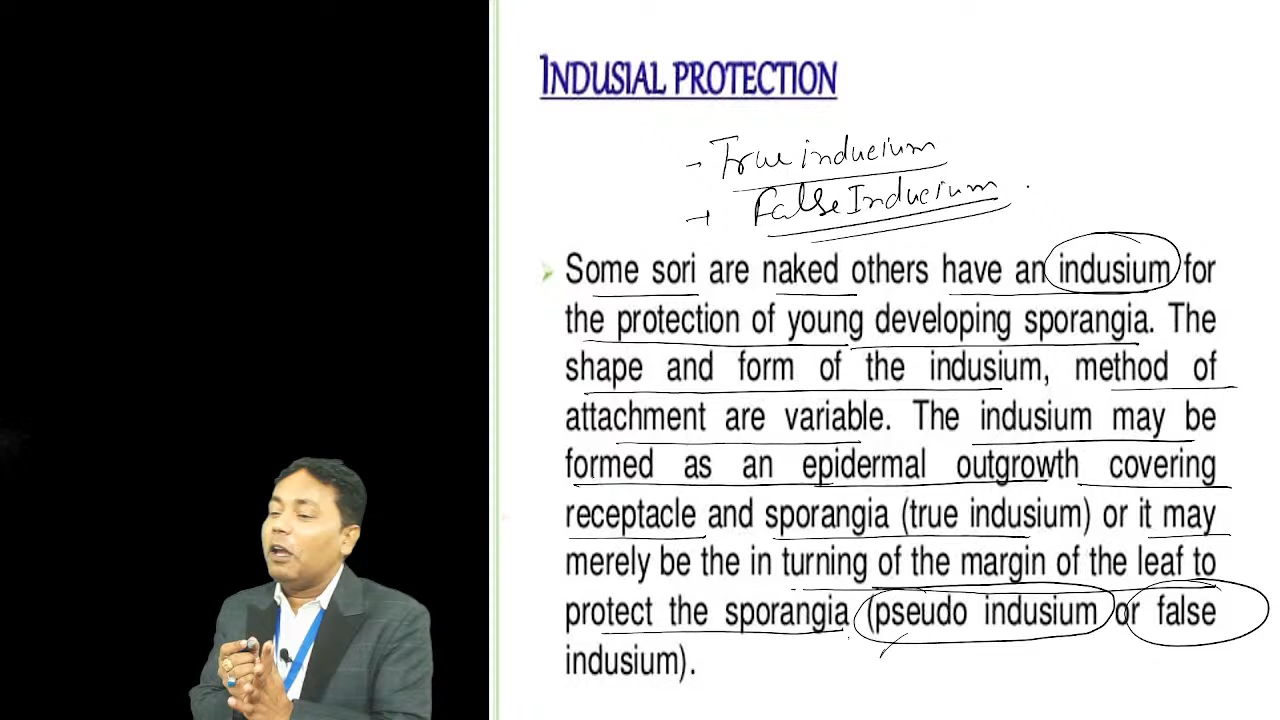 INDUSIAL PROTECTION
→ True inducium
→ False Inducium
Some sori are naked others have an indusium for
the protection of young developing sporangia. The
shape and form of the indusium, method of
attachment are variable. The indusium may be
formed as an epidermal outgrowth covering
receptacle and sporangia (true indusium) or it may
merely be the in turning of the margin of the leaf to
protect the sporangia (pseudo indusium or false
indusium).